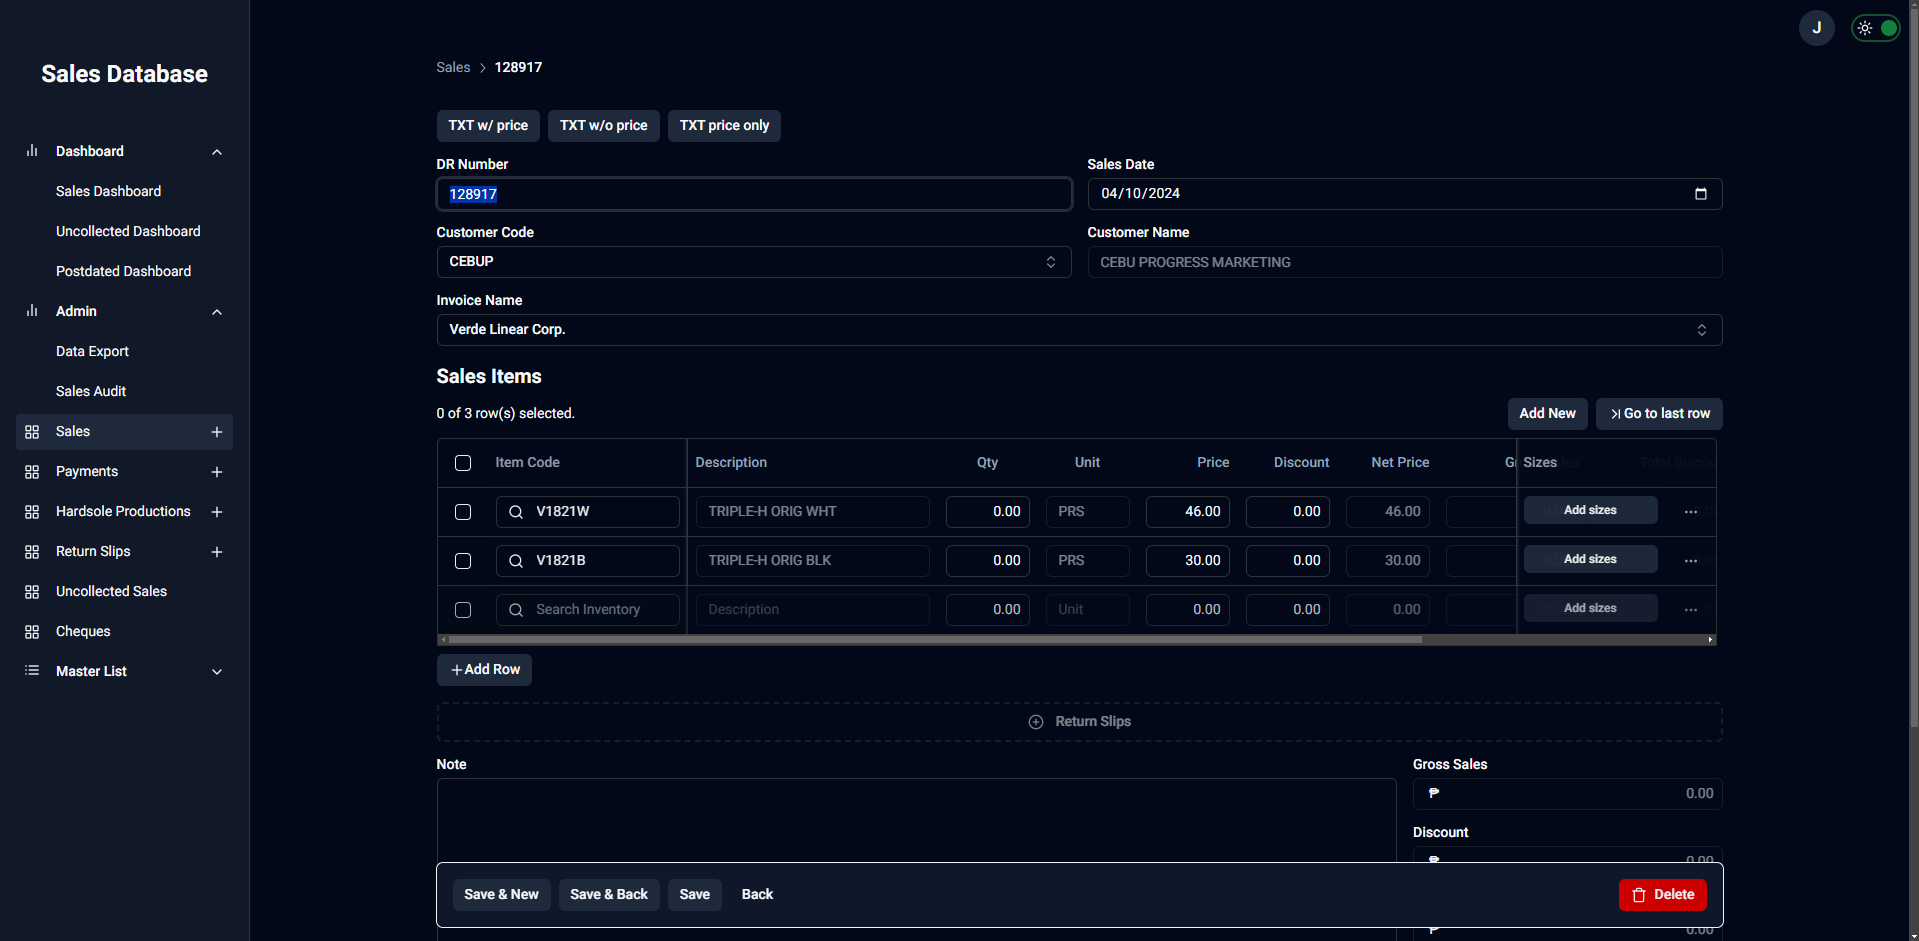 J
Sales Database
Sales > 128917
Dashboard
Sales Dashboard
Uncollected Dashboard
Postdated Dashboard
Admin
Data Export
Sales Audit
Sales
Payments
Hardsole Productions
Return Slips
Uncollected Sales
Cheques
Master List
TXT w/ price TXT w/o price TXT price only
DR Number Sales Date
128917 04/10/2024
Customer Code Customer Name
CEBUP CEBU PROGRESS MARKETING
Invoice Name
Verde Linear Corp.
Sales Items
0 of 3 row(s) selected. Add New Go to last row
Item Code Description Qty Unit Price Discount Net Price Sizes
V1821W TRIPLE-H ORIG WHT 0.00 PRS 46.00 0.00 46.00 Add sizes ...
V1821B TRIPLE-H ORIG BLK 0.00 PRS 30.00 0.00 30.00 Add sizes ...
Search Inventory Description 0.00 Unit 0.00 0.00 0.00 Add sizes ...
+ Add Row
Return Slips
Note Gross Sales
₱ 0.00
Discount
₱ 0.00
Save & New Save & Back Save Back Delete
₱ 0.00